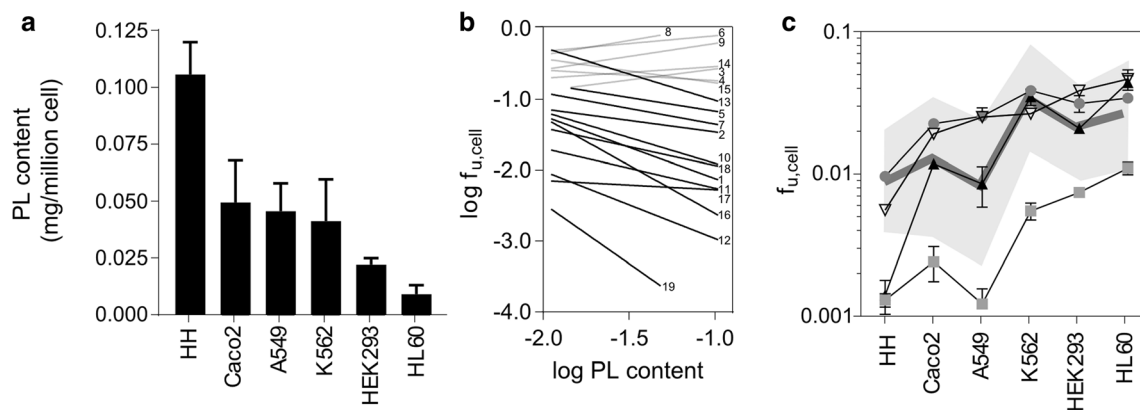 a
PL content
(mg/million cell)
0.125
0.100
0.075
0.050
0.025
0.000
HH
Caco2
A549
K562
HEK293
HL60
b
log fu,cell
0.0
-1.0
-2.0
-3.0
-4.0
8
6
9
14
3
4
15
13
5
7
2
10
18
1
11
17
16
12
19
-2.0
-1.5
-1.0
log PL content
c
fu,cell
0.1
0.01
0.001
HH
Caco2
A549
K562
HEK293
HL60